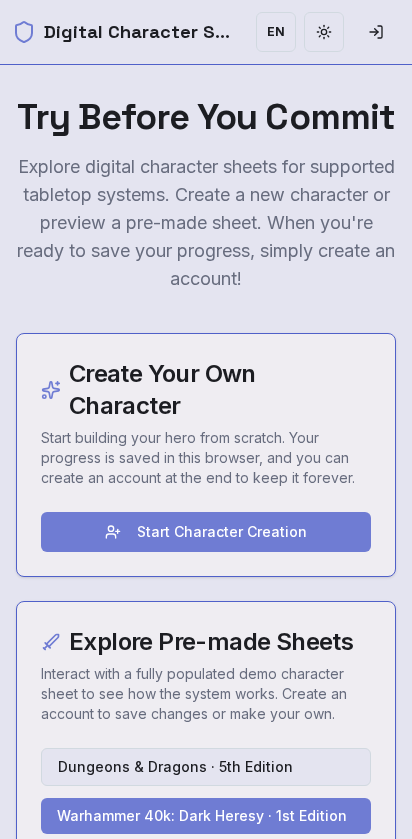 Digital Character S...
EN
Try Before You Commit
Explore digital character sheets for supported
tabletop systems. Create a new character or
preview a pre-made sheet. When you're
ready to save your progress, simply create an
account!
Create Your Own
Character
Start building your hero from scratch. Your
progress is saved in this browser, and you can
create an account at the end to keep it forever.
Start Character Creation
Explore Pre-made Sheets
Interact with a fully populated demo character
sheet to see how the system works. Create an
account to save changes or make your own.
Dungeons & Dragons · 5th Edition
Warhammer 40k: Dark Heresy · 1st Edition